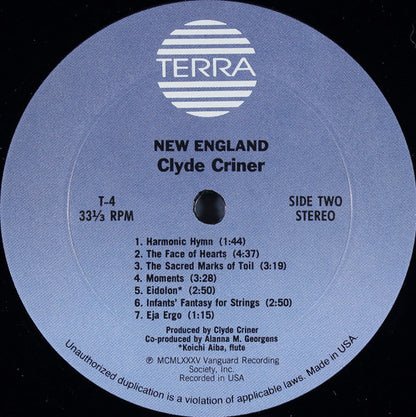 TERRA
NEW ENGLAND
Clyde Criner
T-4
33⅓ RPM
SIDE TWO
STEREO
1. Harmonic Hymn (1:44)
2. The Face of Hearts (4:37)
3. The Sacred Marks of Toil (3:19)
4. Moments (3:28)
5. Eidolon* (2:50)
6. Infants' Fantasy for Strings (2:50)
7. Eja Ergo (1:15)
Produced by Clyde Criner
Co-produced by Alanna M. Georgens
*Koichi Aiba, flute
℗ MCMLXXXV Vanguard Recording
Society, Inc.
Recorded in USA
Unauthorized duplication is a violation of applicable laws. Made in USA.